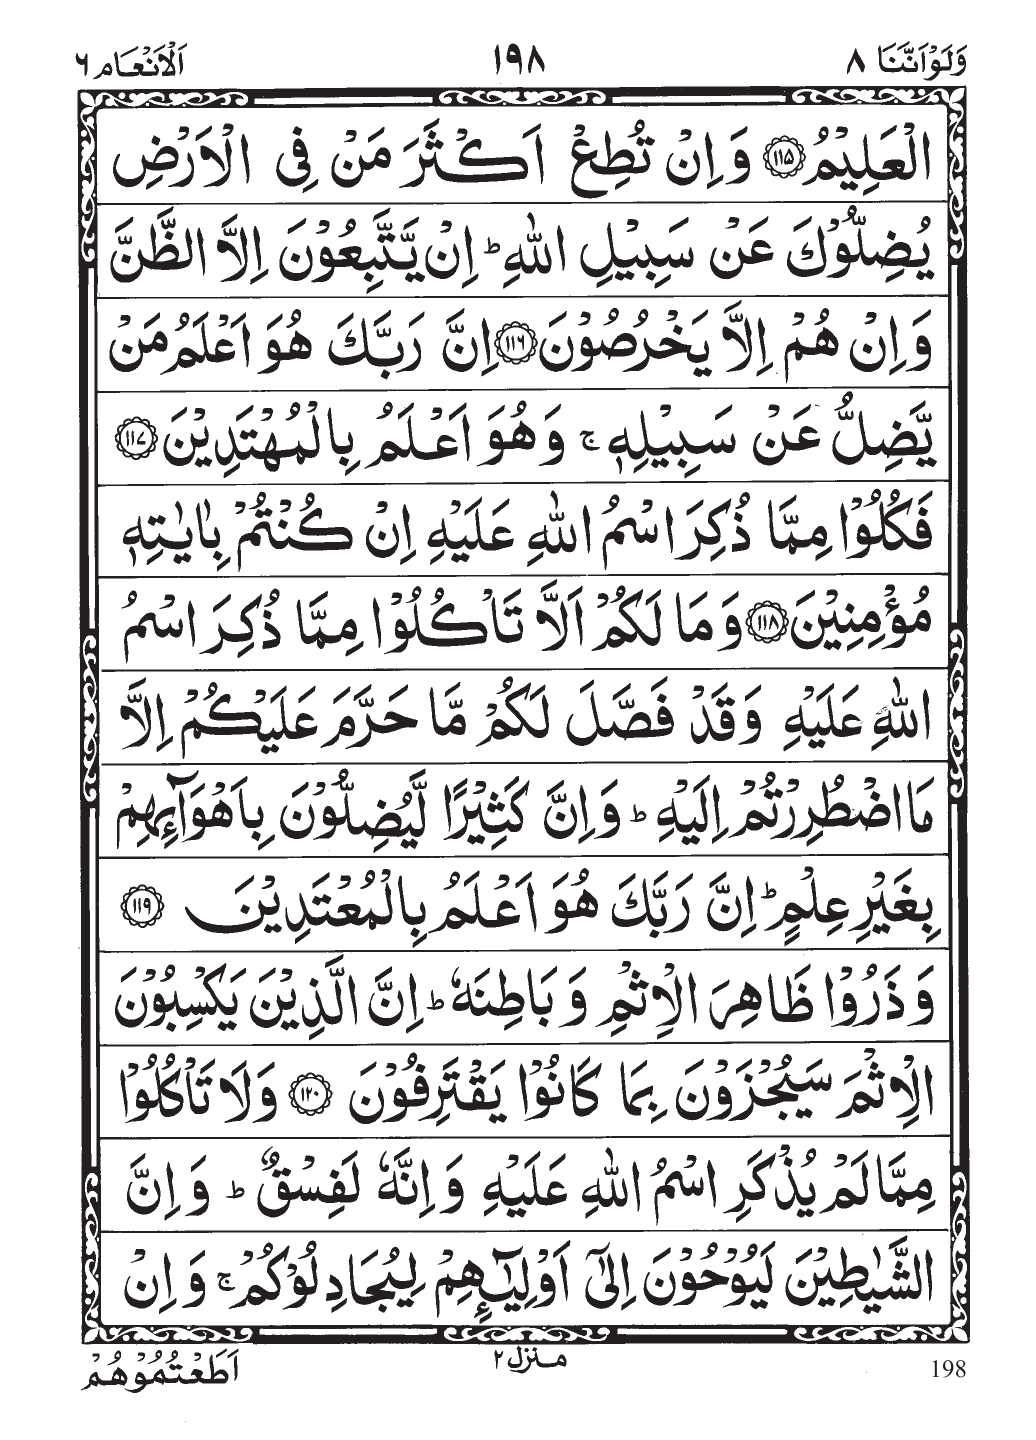 وَلَوْاَنَّنَا ٨ ١٩٨ اَلْاَنْعَام ٦
الْعَلِيْمُ ١١٥ وَاِنْ تُطِعْ اَكْثَرَ مَنْ فِى الْاَرْضِ
يُضِلُّوْكَ عَنْ سَبِيْلِ اللّٰهِ ؕ اِنْ يَّتَّبِعُوْنَ اِلَّا الظَّنَّ
وَاِنْ هُمْ اِلَّا يَخْرُصُوْنَ ١١٦ اِنَّ رَبَّكَ هُوَ اَعْلَمُ مَنْ
يَّضِلُّ عَنْ سَبِيْلِهٖ ۚ وَهُوَ اَعْلَمُ بِالْمُهْتَدِيْنَ ١١٧
فَكُلُوْا مِمَّا ذُكِرَ اسْمُ اللّٰهِ عَلَيْهِ اِنْ كُنْتُمْ بِاٰيٰتِهٖ
مُؤْمِنِيْنَ ١١٨ وَمَا لَكُمْ اَلَّا تَاْكُلُوْا مِمَّا ذُكِرَ اسْمُ
اللّٰهِ عَلَيْهِ وَقَدْ فَصَّلَ لَكُمْ مَّا حَرَّمَ عَلَيْكُمْ اِلَّا
مَا اضْطُرِرْتُمْ اِلَيْهِ ؕ وَاِنَّ كَثِيْرًا لَّيُضِلُّوْنَ بِاَهْوَآئِهِمْ
بِغَيْرِ عِلْمٍ ؕ اِنَّ رَبَّكَ هُوَ اَعْلَمُ بِالْمُعْتَدِيْنَ ١١٩
وَذَرُوْا ظَاهِرَ الْاِثْمِ وَبَاطِنَهٗ ؕ اِنَّ الَّذِيْنَ يَكْسِبُوْنَ
الْاِثْمَ سَيُجْزَوْنَ بِمَا كَانُوْا يَقْتَرِفُوْنَ ١٢٠ وَلَا تَاْكُلُوْا
مِمَّا لَمْ يُذْكَرِ اسْمُ اللّٰهِ عَلَيْهِ وَاِنَّهٗ لَفِسْقٌ ؕ وَاِنَّ
الشَّيٰطِيْنَ لَيُوْحُوْنَ اِلٰٓى اَوْلِيٰٓـِٕهِمْ لِيُجَادِلُوْكُمْ ۚ وَاِنْ
198 منزل ٢ اَطَعْتُمُوْهُمْ